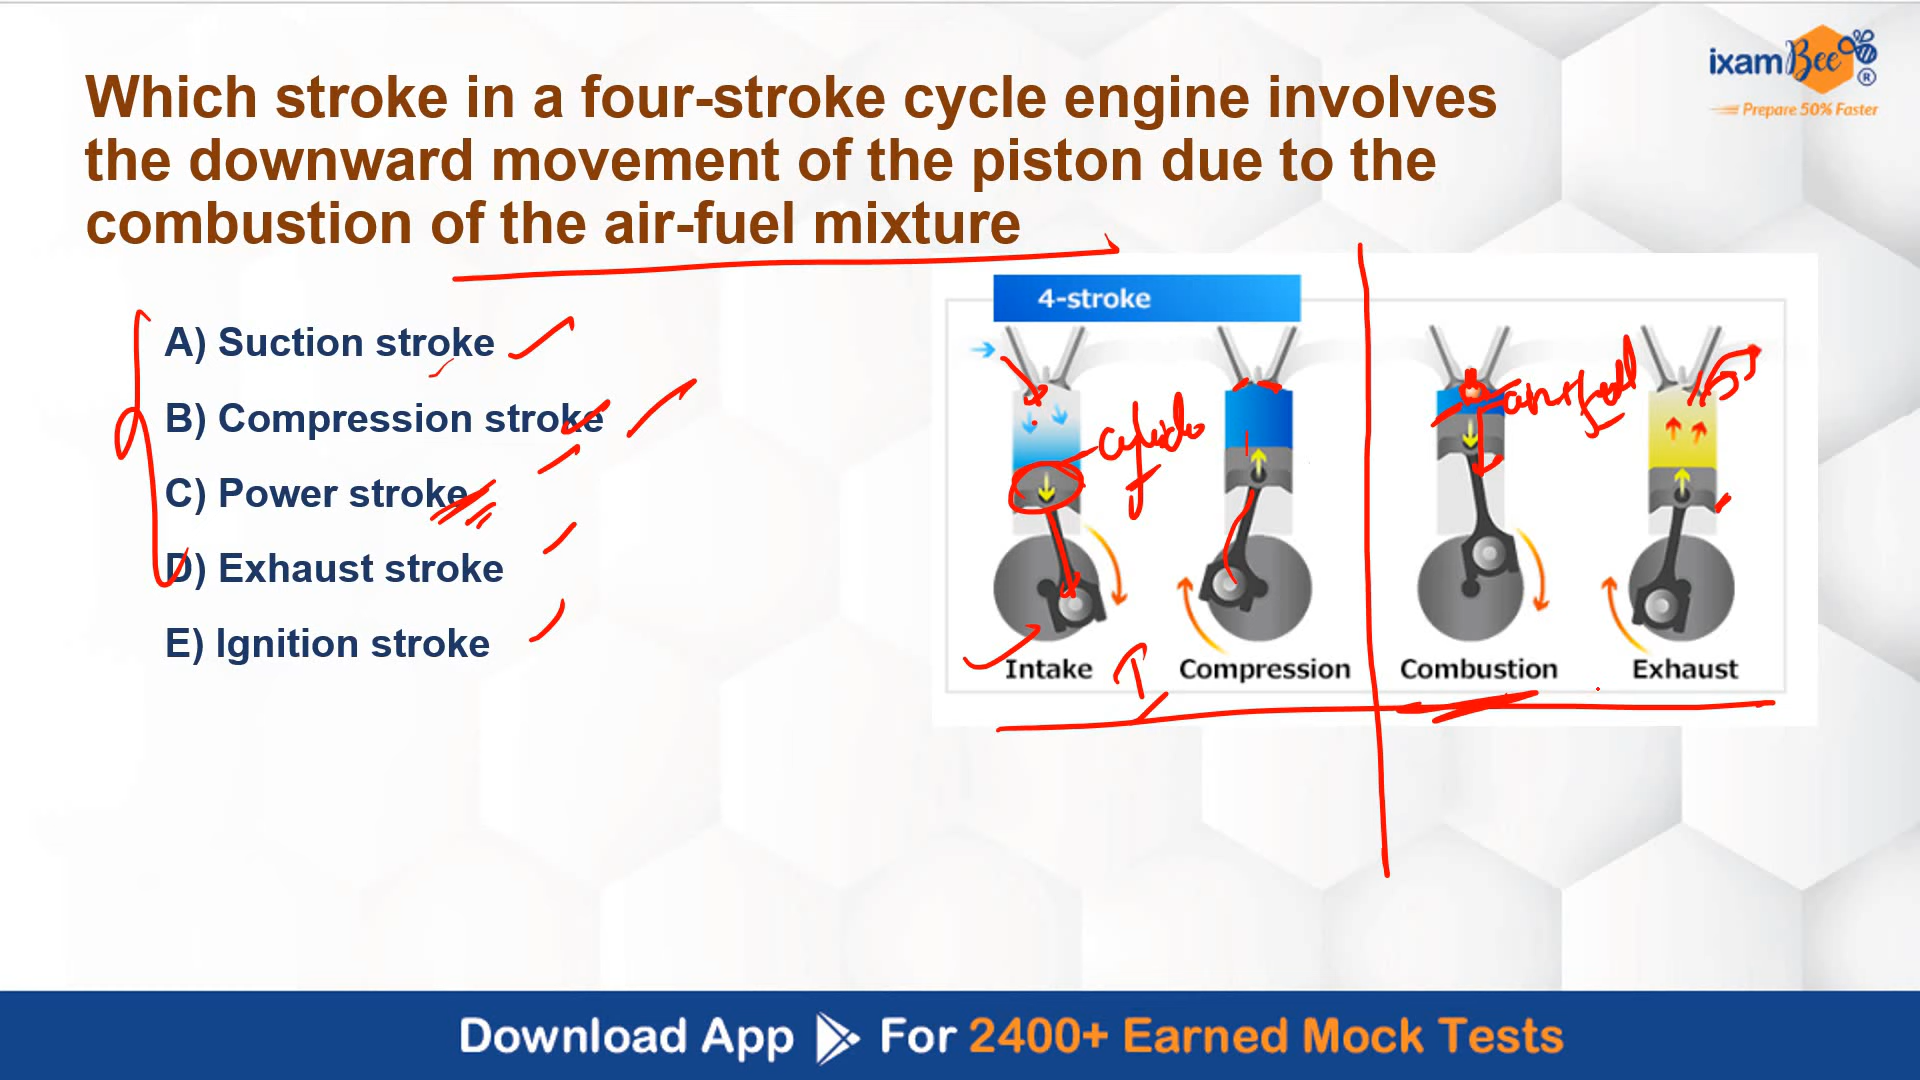 ixamBee
®
Prepare 50% Faster
Which stroke in a four-stroke cycle engine involves
the downward movement of the piston due to the
combustion of the air-fuel mixture
A) Suction stroke
B) Compression stroke
C) Power stroke
D) Exhaust stroke
E) Ignition stroke
4-stroke
Intake
Compression
Combustion
Exhaust
Download App For 2400+ Earned Mock Tests